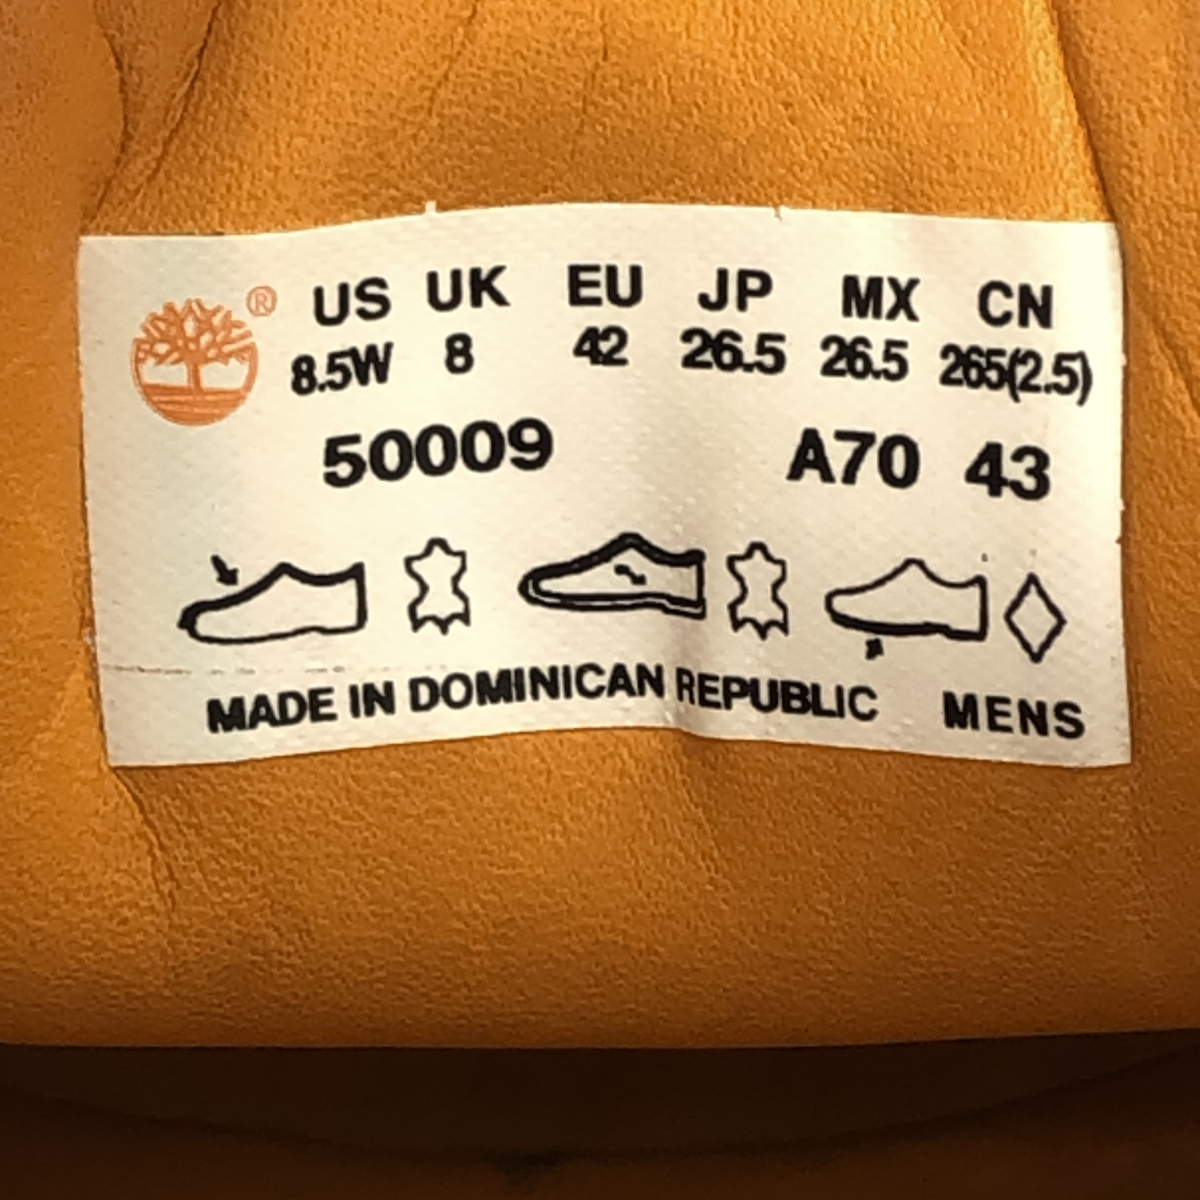 ® US UK EU JP MX CN
8.5W 8 42 26.5 26.5 265(2.5)
50009 A70 43
MADE IN DOMINICAN REPUBLIC MENS